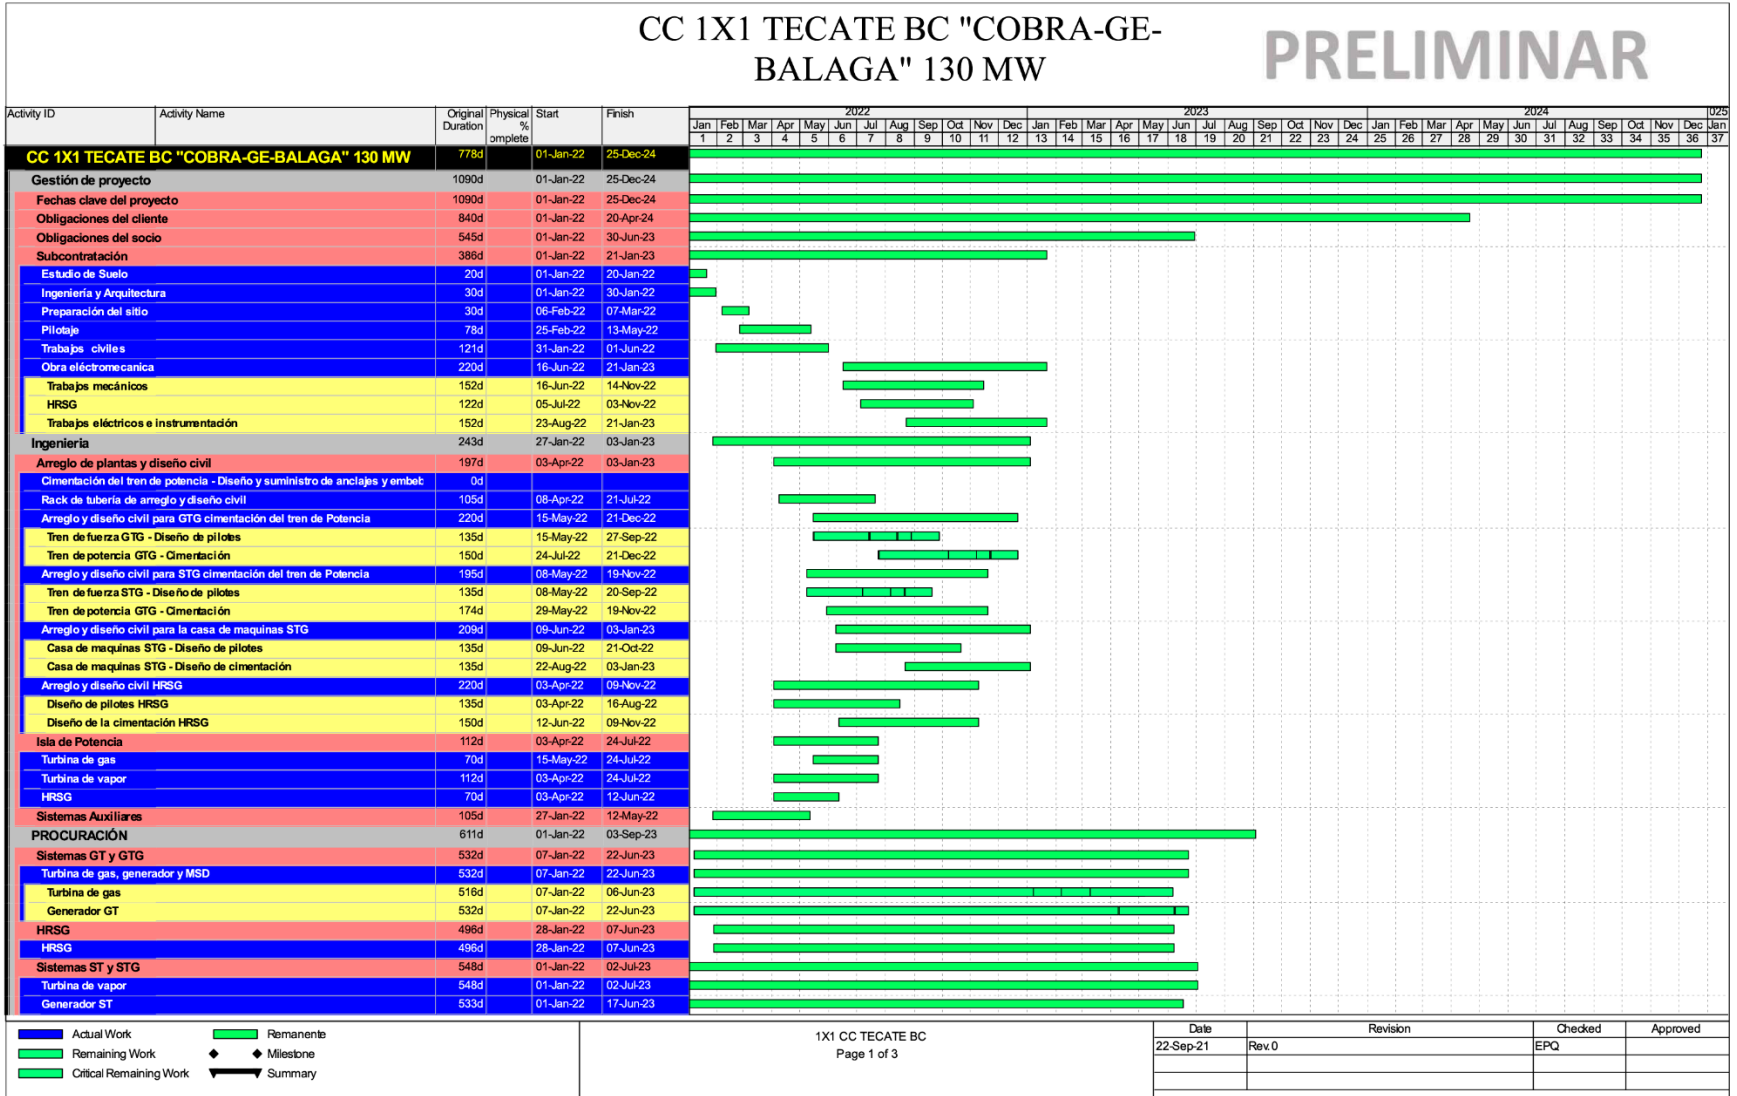 CC 1X1 TECATE BC "COBRA-GE-
BALAGA" 130 MW
PRELIMINAR
Activity ID Activity Name Original Duration Physical % omplete Start Finish 2022 2023 2024 025
Jan Feb Mar Apr May Jun Jul Aug Sep Oct Nov Dec Jan Feb Mar Apr May Jun Jul Aug Sep Oct Nov Dec Jan Feb Mar Apr May Jun Jul Aug Sep Oct Nov Dec Jan
1 2 3 4 5 6 7 8 9 10 11 12 13 14 15 16 17 18 19 20 21 22 23 24 25 26 27 28 29 30 31 32 33 34 35 36 37
CC 1X1 TECATE BC "COBRA-GE-BALAGA" 130 MW 778d 01-Jan-22 25-Dec-24
Gestión de proyecto 1090d 01-Jan-22 25-Dec-24
Fechas clave del proyecto 1090d 01-Jan-22 25-Dec-24
Obligaciones del cliente 840d 01-Jan-22 20-Apr-24
Obligaciones del socio 545d 01-Jan-22 30-Jun-23
Subcontratación 386d 01-Jan-22 21-Jan-23
Estudio de Suelo 20d 01-Jan-22 20-Jan-22
Ingeniería y Arquitectura 30d 01-Jan-22 30-Jan-22
Preparación del sitio 30d 06-Feb-22 07-Mar-22
Pilotaje 78d 25-Feb-22 13-May-22
Trabajos civiles 121d 31-Jan-22 01-Jun-22
Obra eléctromecanica 220d 16-Jun-22 21-Jan-23
Trabajos mecánicos 152d 16-Jun-22 14-Nov-22
HRSG 122d 05-Jul-22 03-Nov-22
Trabajos eléctricos e instrumentación 152d 23-Aug-22 21-Jan-23
Ingenieria 243d 27-Jan-22 03-Jan-23
Arreglo de plantas y diseño civil 197d 03-Apr-22 03-Jan-23
Cimentación del tren de potencia - Diseño y suministro de anclajes y embet 0d
Rack de tubería de arreglo y diseño civil 105d 08-Apr-22 21-Jul-22
Arreglo y diseño civil para GTG cimentación del tren de Potencia 220d 15-May-22 21-Dec-22
Tren de fuerza GTG - Diseño de pilotes 135d 15-May-22 27-Sep-22
Tren de potencia GTG - Cimentación 150d 24-Jul-22 21-Dec-22
Arreglo y diseño civil para STG cimentación del tren de Potencia 195d 08-May-22 19-Nov-22
Tren de fuerza STG - Diseño de pilotes 135d 08-May-22 20-Sep-22
Tren de potencia GTG - Cimentación 174d 29-May-22 19-Nov-22
Arreglo y diseño civil para la casa de maquinas STG 209d 09-Jun-22 03-Jan-23
Casa de maquinas STG - Diseño de pilotes 135d 09-Jun-22 21-Oct-22
Casa de maquinas STG - Diseño de cimentación 135d 22-Aug-22 03-Jan-23
Arreglo y diseño civil HRSG 220d 03-Apr-22 09-Nov-22
Diseño de pilotes HRSG 135d 03-Apr-22 16-Aug-22
Diseño de la cimentación HRSG 150d 12-Jun-22 09-Nov-22
Isla de Potencia 112d 03-Apr-22 24-Jul-22
Turbina de gas 70d 15-May-22 24-Jul-22
Turbina de vapor 112d 03-Apr-22 24-Jul-22
HRSG 70d 03-Apr-22 12-Jun-22
Sistemas Auxiliares 105d 27-Jan-22 12-May-22
PROCURACIÓN 611d 01-Jan-22 03-Sep-23
Sistemas GT y GTG 532d 07-Jan-22 22-Jun-23
Turbina de gas, generador y MSD 532d 07-Jan-22 22-Jun-23
Turbina de gas 516d 07-Jan-22 06-Jun-23
Generador GT 532d 07-Jan-22 22-Jun-23
HRSG 496d 28-Jan-22 07-Jun-23
HRSG 496d 28-Jan-22 07-Jun-23
Sistemas ST y STG 548d 01-Jan-22 02-Jul-23
Turbina de vapor 548d 01-Jan-22 02-Jul-23
Generador ST 533d 01-Jan-22 17-Jun-23
Actual Work Remanente
Remaining Work Milestone
Critical Remaining Work Summary
1X1 CC TECATE BC
Page 1 of 3
Date Revision Checked Approved
22-Sep-21 Rev.0 EPQ